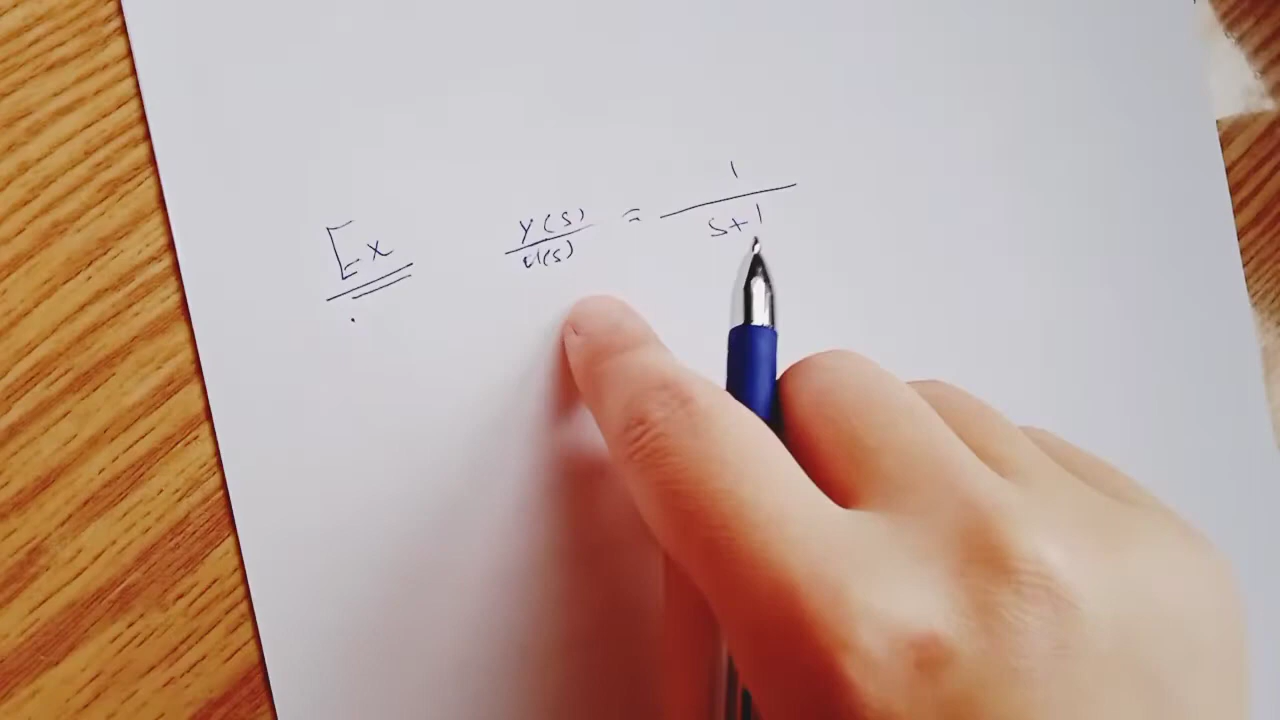 Ex Y(s)/U(s) = 1/s+1